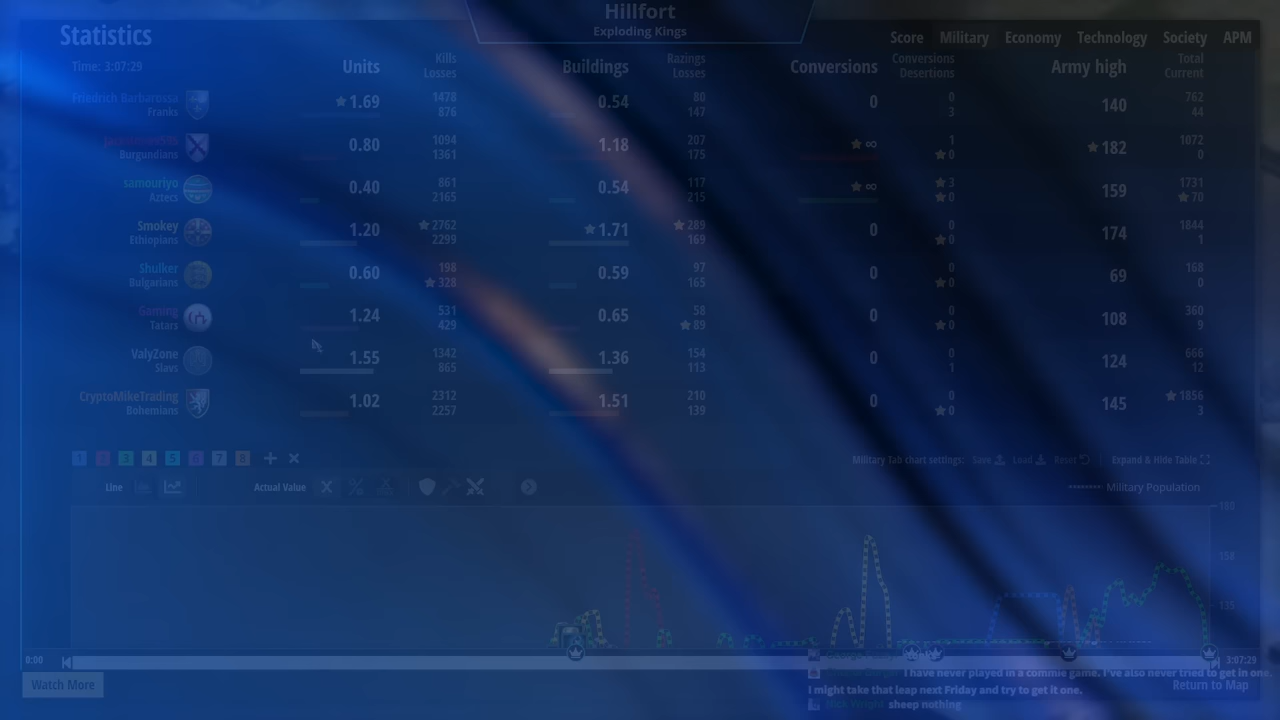 Hillfort
Exploding Kings
Statistics
Score Military Economy Technology Society APM
Time: 3:07:29
Units Kills Losses Buildings Razings Losses Conversions Conversions Desertions Army high Total Current
Friedrich Barbarossa Franks 1.69 1478 876 0.54 80 147 0 0 3 140 762 44
Burgundians 0.80 1094 1361 1.18 207 175 ∞ 1 0 182 1072 0
samouriyo Aztecs 0.40 861 2165 0.54 117 215 ∞ 3 0 159 1731 70
Smokey Ethiopians 1.20 2762 2299 1.71 289 169 0 0 0 174 1844 1
Shulker Bulgarians 0.60 198 328 0.59 97 165 0 0 0 69 168 0
Gaming Tatars 1.24 531 429 0.65 58 89 0 0 0 108 360 9
ValyZone Slavs 1.55 1342 865 1.36 154 113 0 0 1 124 666 12
CryptoMikeTrading Bohemians 1.02 2312 2257 1.51 210 139 0 0 0 145 1856 3
1 2 3 4 5 6 7 8
Military Tab chart settings: Save Load Reset Expand & Hide Table
Line Actual Value
Military Population
180
158
135
0:00 3:07:29
I have never played in a commie game. I've also never tried to get in one.
I might take that leap next Friday and try to get it one.
sheep nothing
Watch More
Return to Map